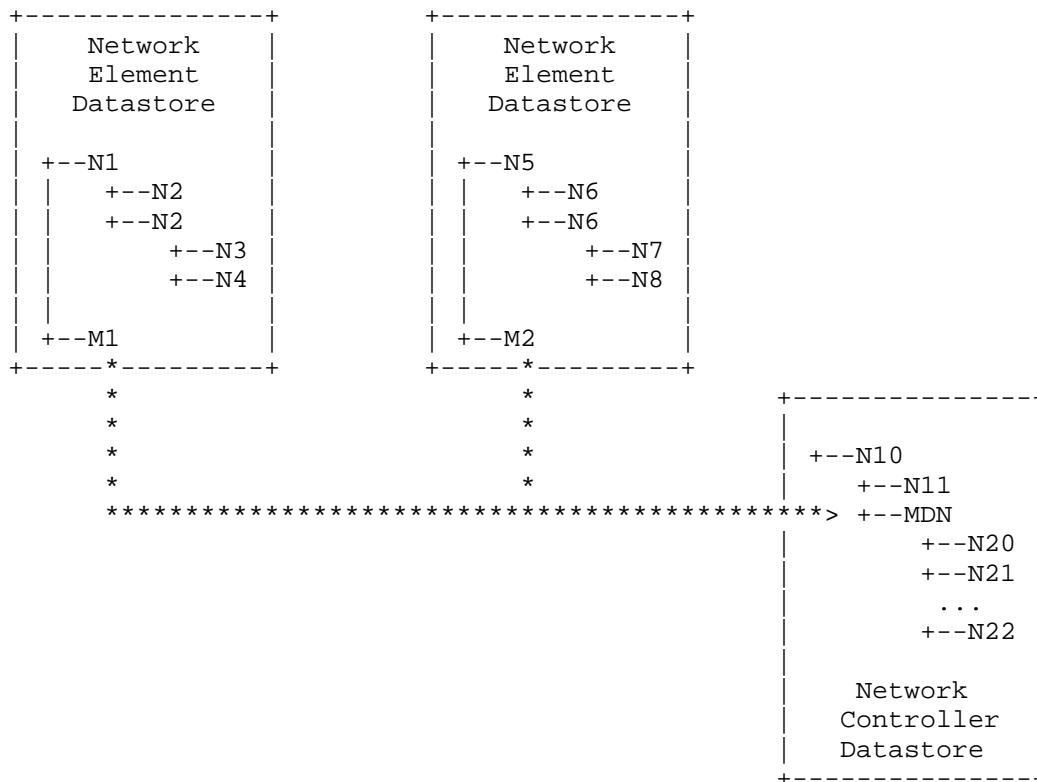 +---------------+ +---------------+
| Network | | Network |
| Element | | Element |
| Datastore | | Datastore |
| | | |
| +--N1 | | +--N5 |
| | +--N2 | | | +--N6 |
| | +--N2 | | | +--N6 |
| | +--N3 | | | +--N7 |
| | +--N4 | | | +--N8 |
| | | | | |
| +--M1 | | +--M2 |
+-----*---------+ +-----*---------+
* * +---------------
* * |
* * | +--N10
* * | +--N11
*********************************************> +--MDN
| +--N20
| +--N21
| ...
| +--N22
|
| Network
| Controller
| Datastore
+---------------